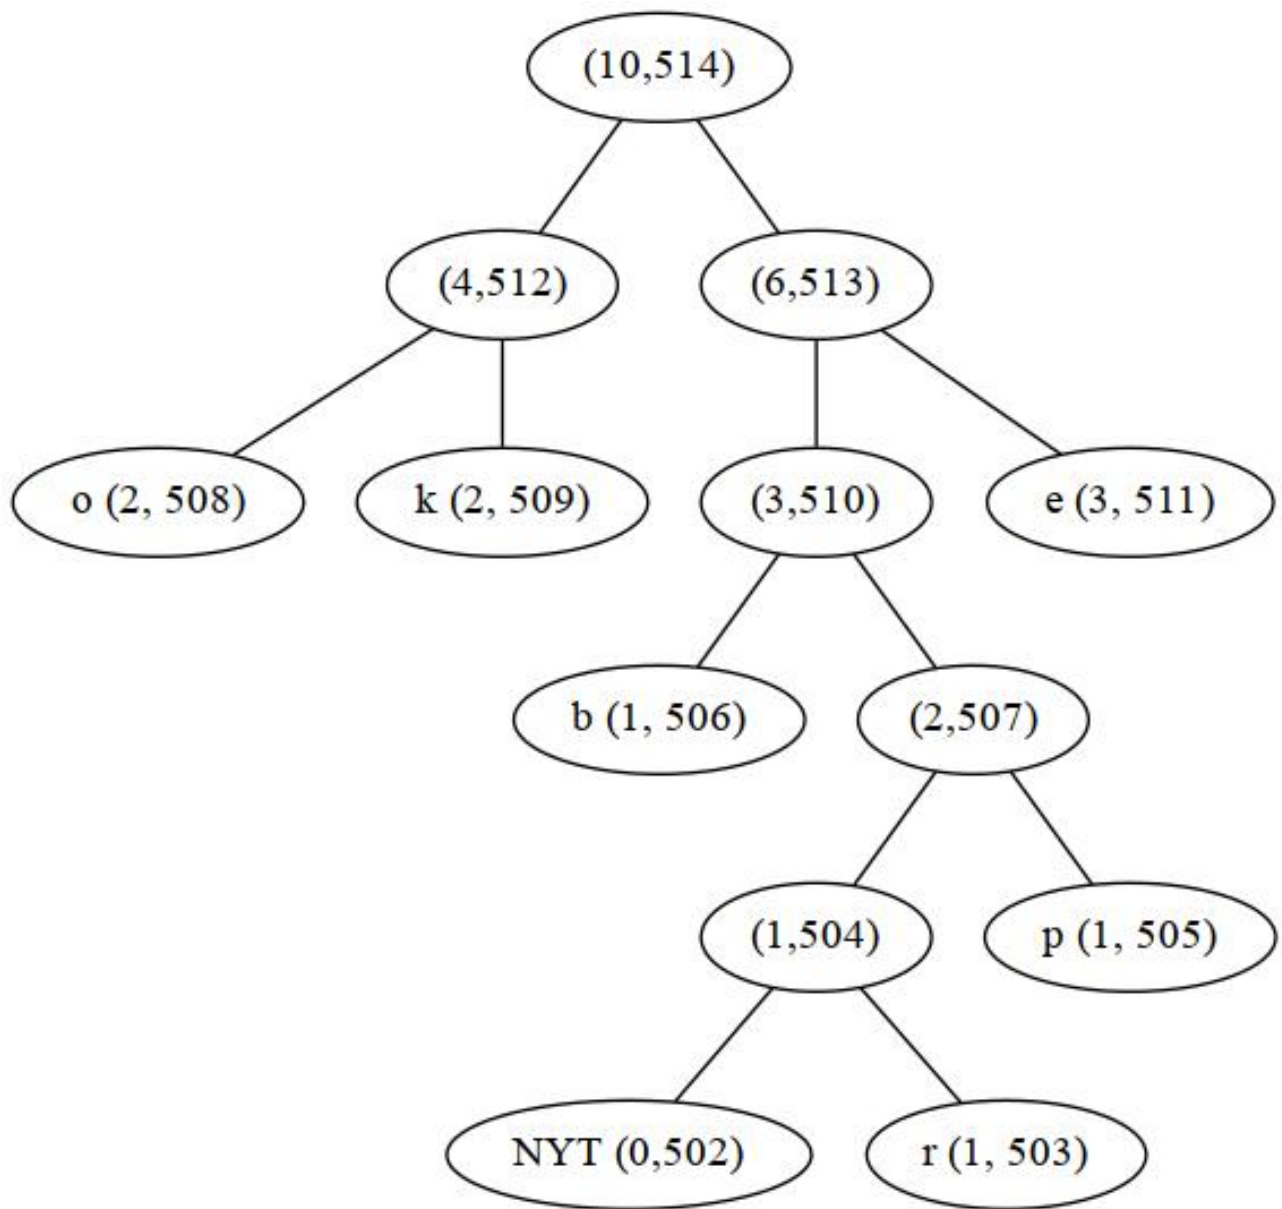 (10,514)
(4,512)
(6,513)
o (2, 508)
k (2, 509)
(3,510)
e (3, 511)
b (1, 506)
(2,507)
(1,504)
p (1, 505)
NYT (0,502)
r (1, 503)